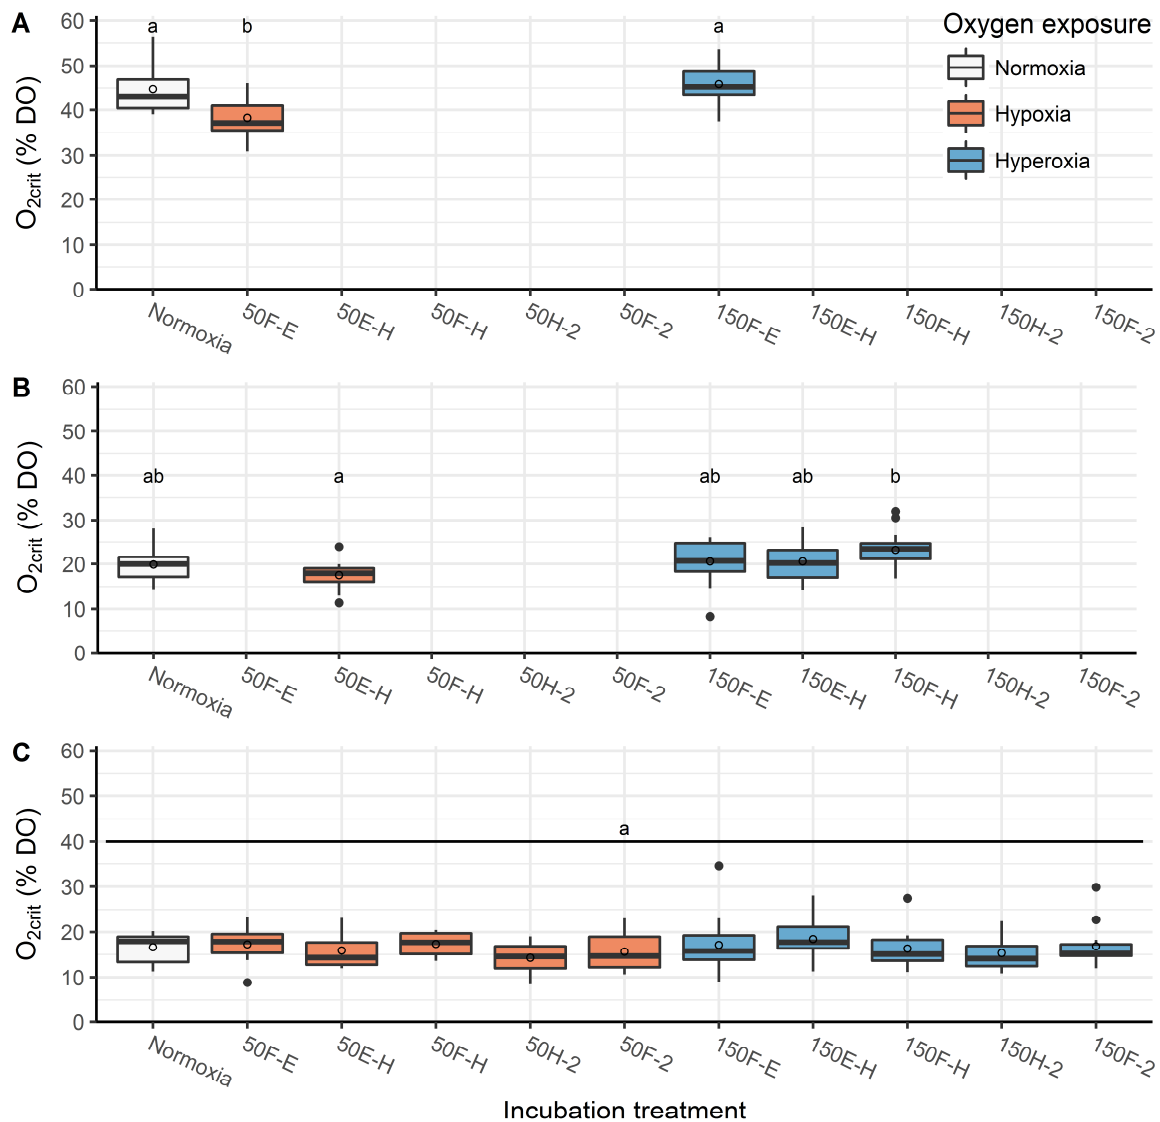 A
O2crit (% DO)
60
50
40
30
20
10
0
a
b
a
Oxygen exposure
Normoxia
Hypoxia
Hyperoxia
Normoxia
50F-E
50E-H
50F-H
50H-2
50F-2
150F-E
150E-H
150F-H
150H-2
150F-2
B
O2crit (% DO)
60
50
40
30
20
10
0
ab
a
ab
ab
b
Normoxia
50F-E
50E-H
50F-H
50H-2
50F-2
150F-E
150E-H
150F-H
150H-2
150F-2
C
O2crit (% DO)
60
50
40
30
20
10
0
a
Normoxia
50F-E
50E-H
50F-H
50H-2
50F-2
150F-E
150E-H
150F-H
150H-2
150F-2
Incubation treatment